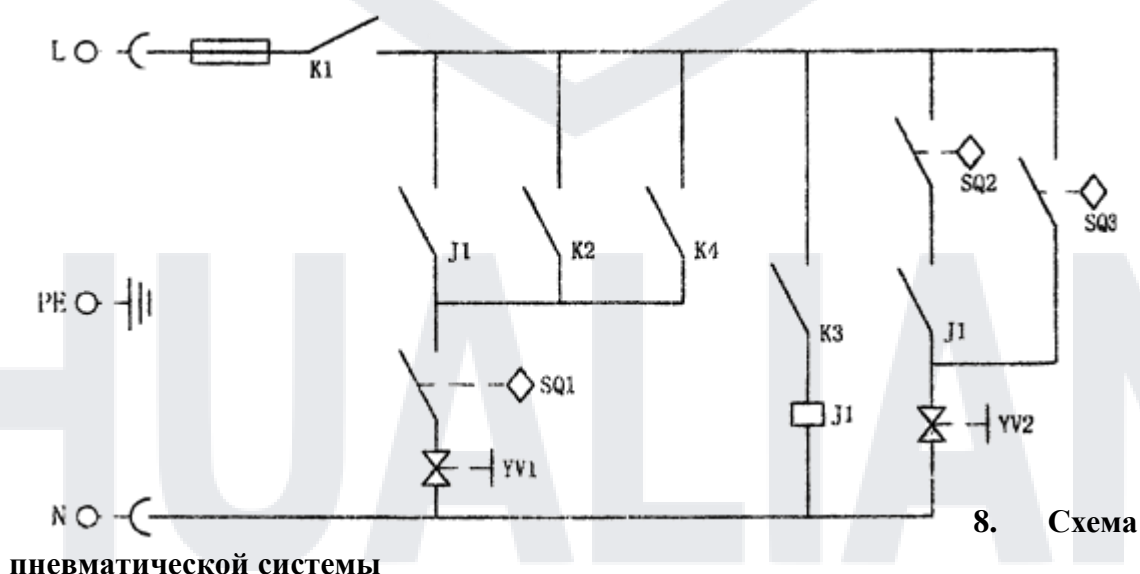 L
K1
SQ2
SQ3
J1
K2
K4
PE
K3
J1
SQ1
J1
YV2
YV1
N
8. Схема
пневматической системы
HUALIAN